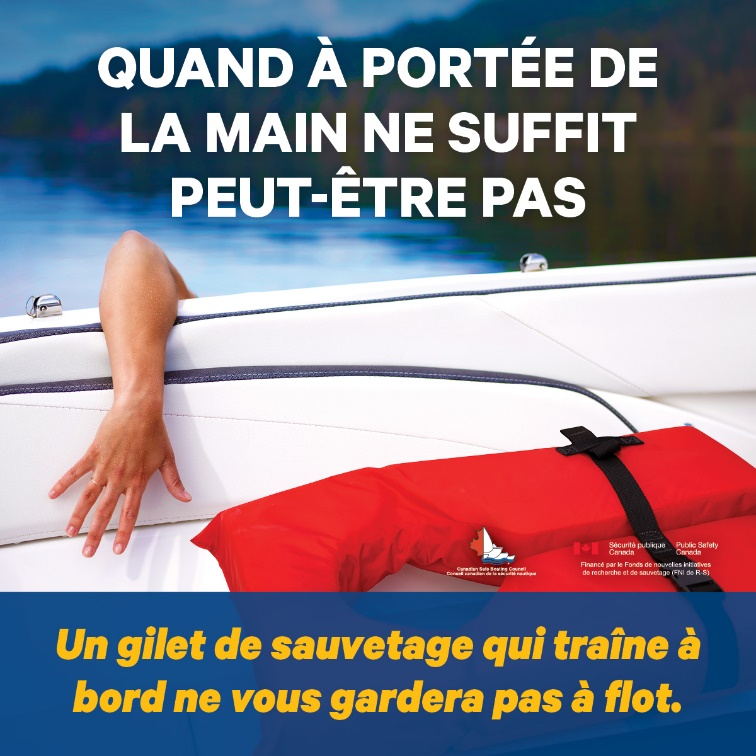 QUAND À PORTÉE DE
LA MAIN NE SUFFIT
PEUT-ÊTRE PAS
Canadian Safe Boating Council
Conseil canadien de la sécurité nautique
Sécurité publique Canada
Public Safety Canada
Financé par le Fonds de nouvelles initiatives
de recherche et de sauvetage (FNI de R-S)
Un gilet de sauvetage qui traîne à
bord ne vous gardera pas à flot.